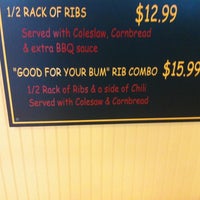 1/2 RACK OF RIBS $12.99
Served with Coleslaw, Cornbread
& extra BBQ sauce
"GOOD FOR YOUR BUM" RIB COMBO $15.99
1/2 Rack of Ribs & a side of Chili
Served with Colesaw & Cornbread